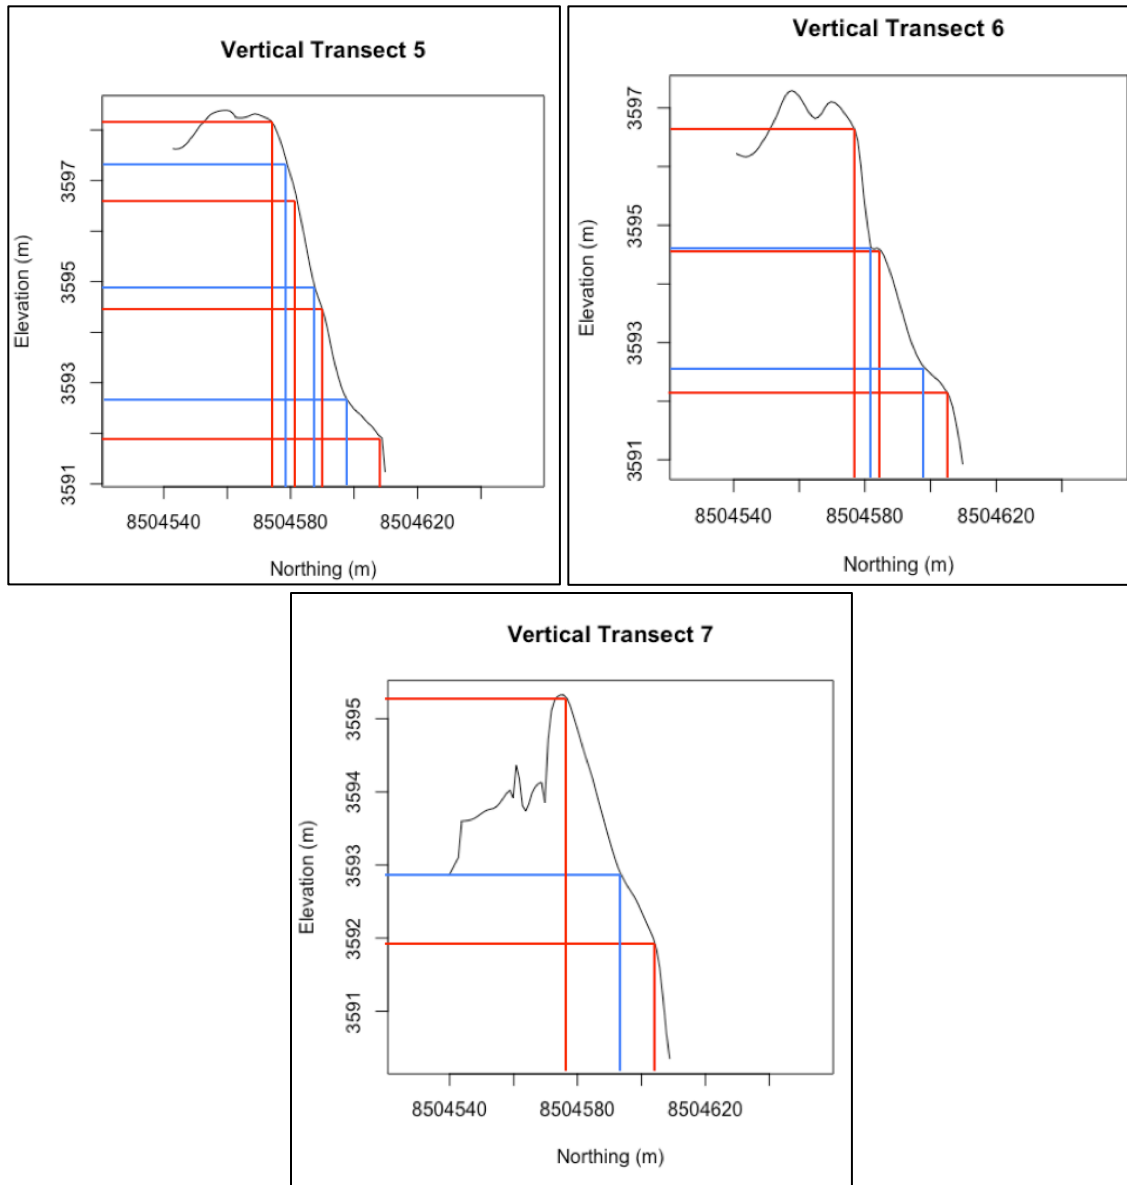 Vertical Transect 5
3597
3595
3593
3591
Elevation (m)
8504540 8504580 8504620
Northing (m)
Vertical Transect 6
3597
3595
3593
3591
Elevation (m)
8504540 8504580 8504620
Northing (m)
Vertical Transect 7
3595
3594
3593
3592
3591
Elevation (m)
8504540 8504580 8504620
Northing (m)